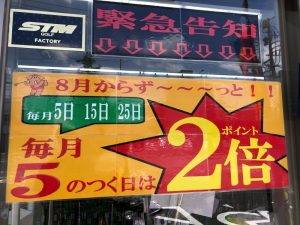 STM
GOLF
FACTORY
緊急告知
↓↓↓↓↓↓↓
8月からず〜〜〜っと!!
毎月5日 15日 25日
毎月
5のつく日は
ポイント
2倍